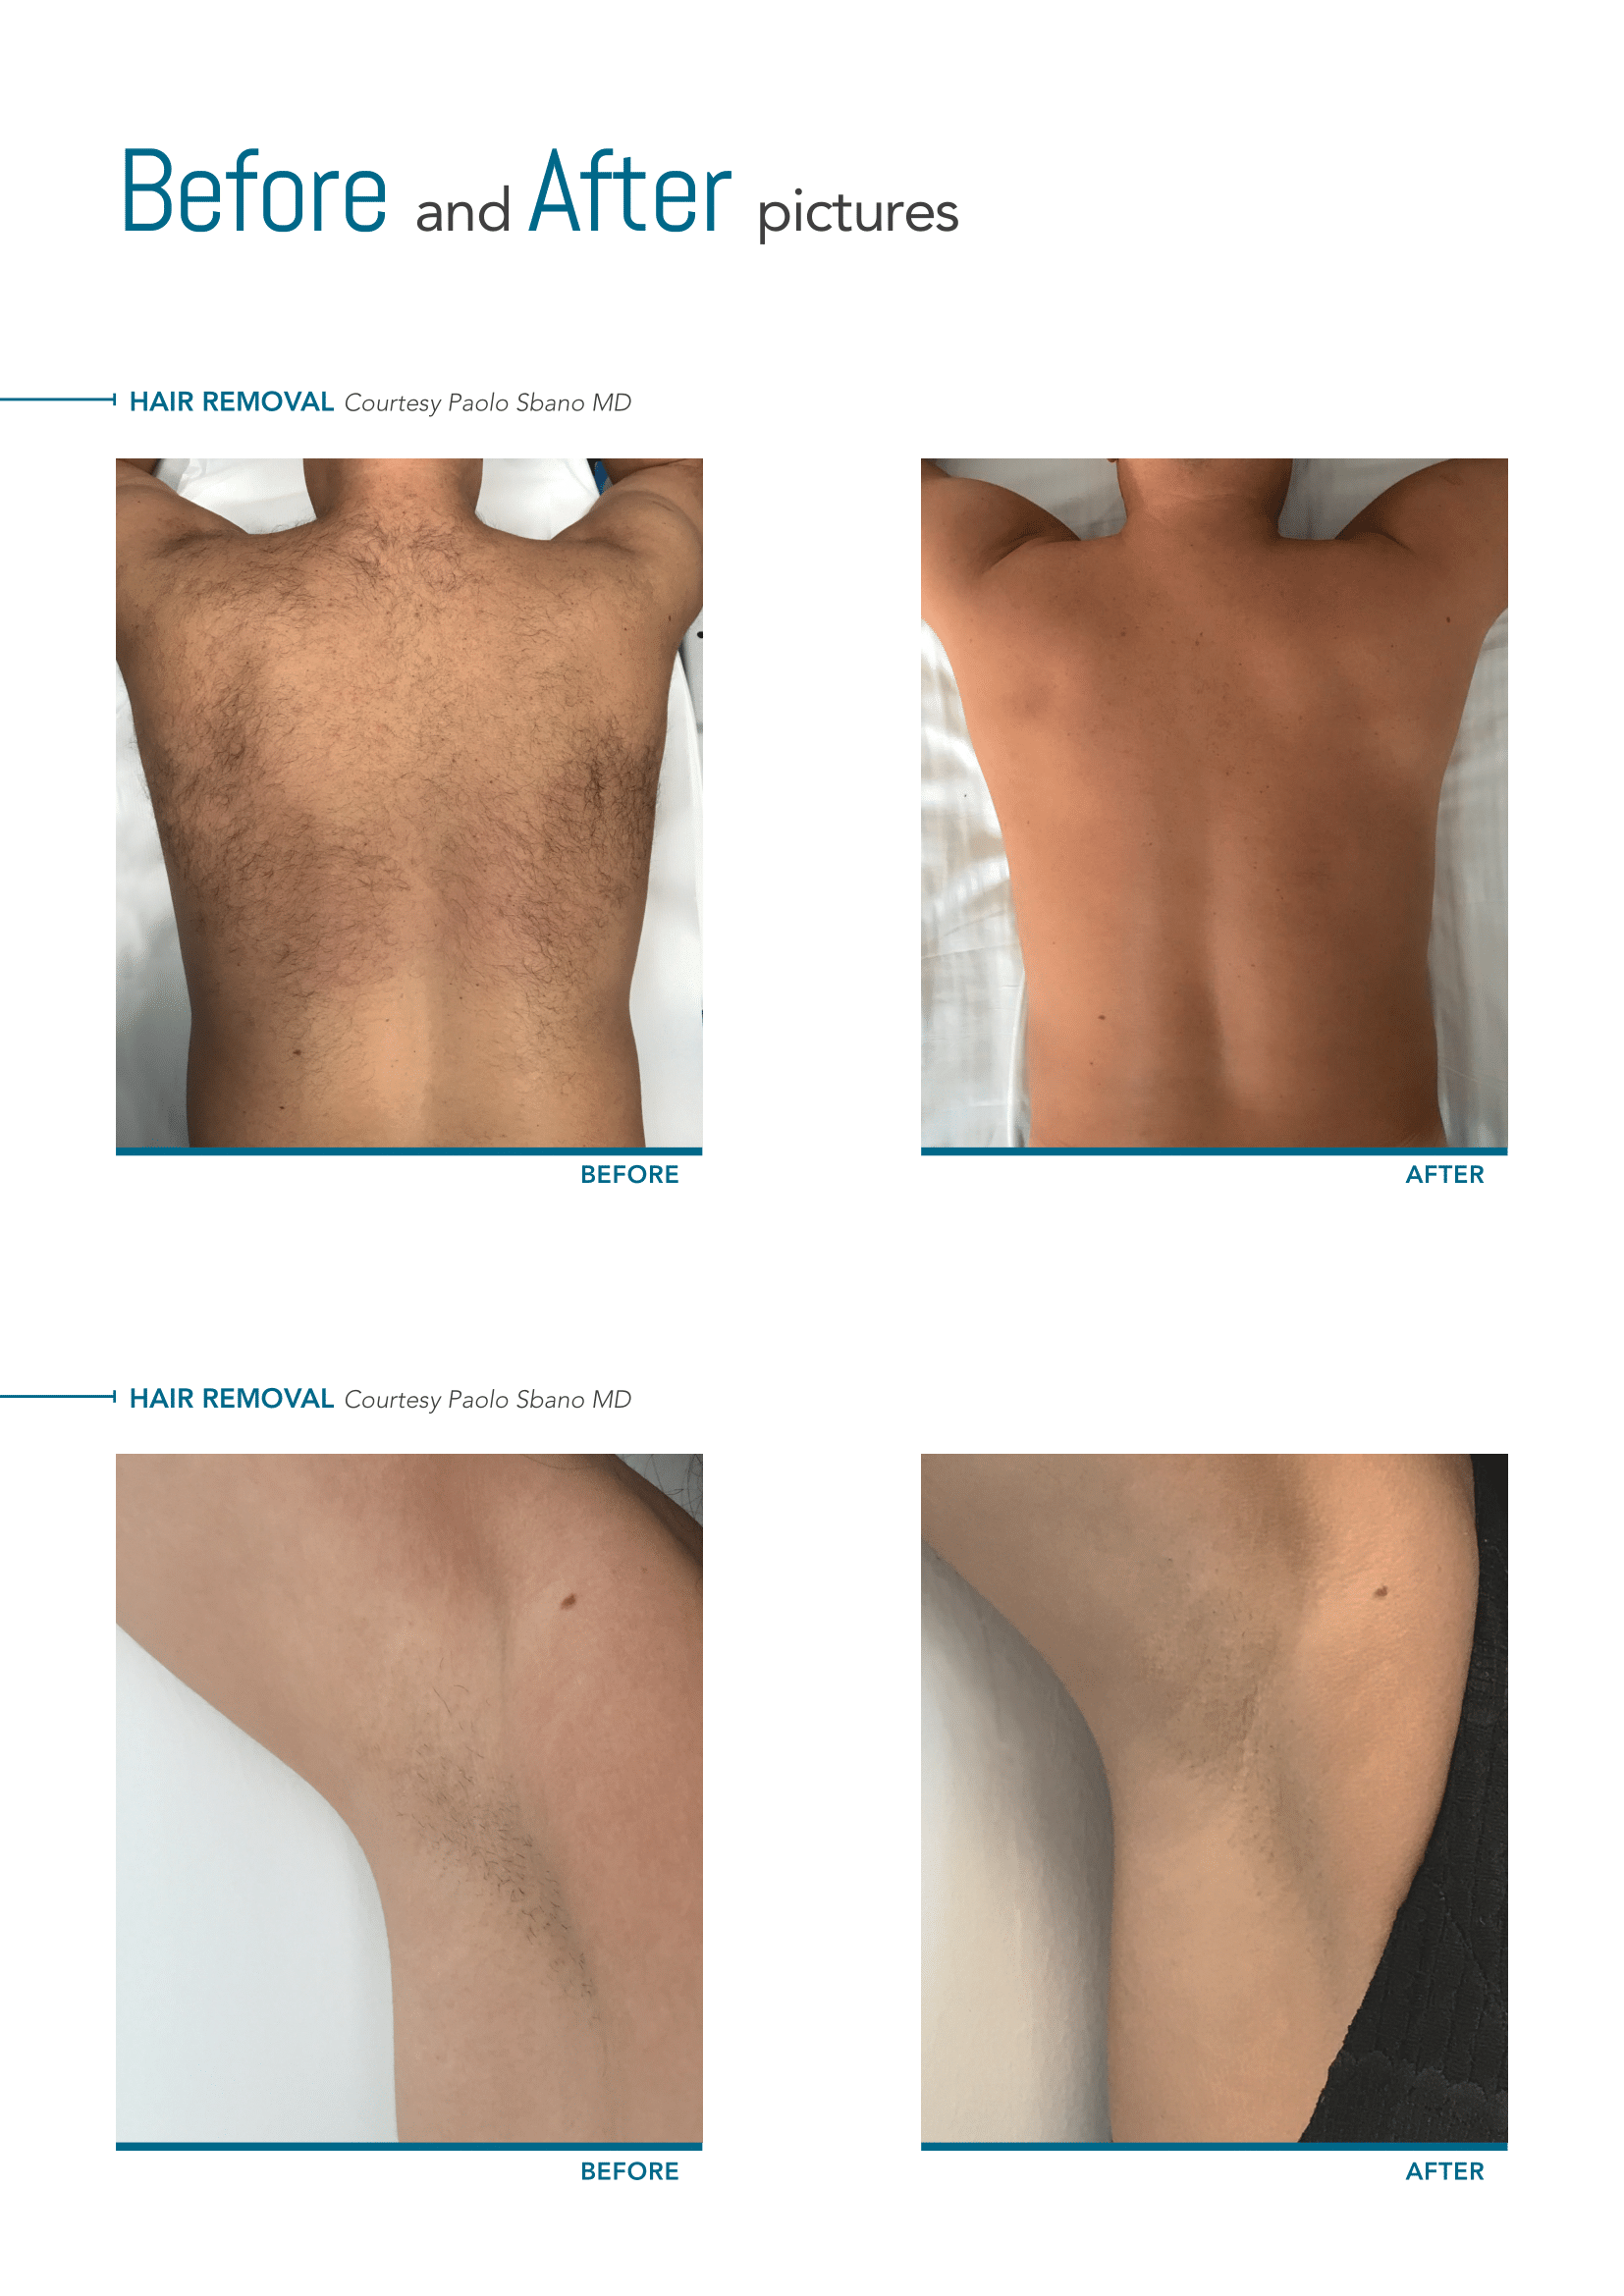 Before and After pictures
HAIR REMOVAL Courtesy Paolo Sbano MD
BEFORE
AFTER
HAIR REMOVAL Courtesy Paolo Sbano MD
BEFORE
AFTER